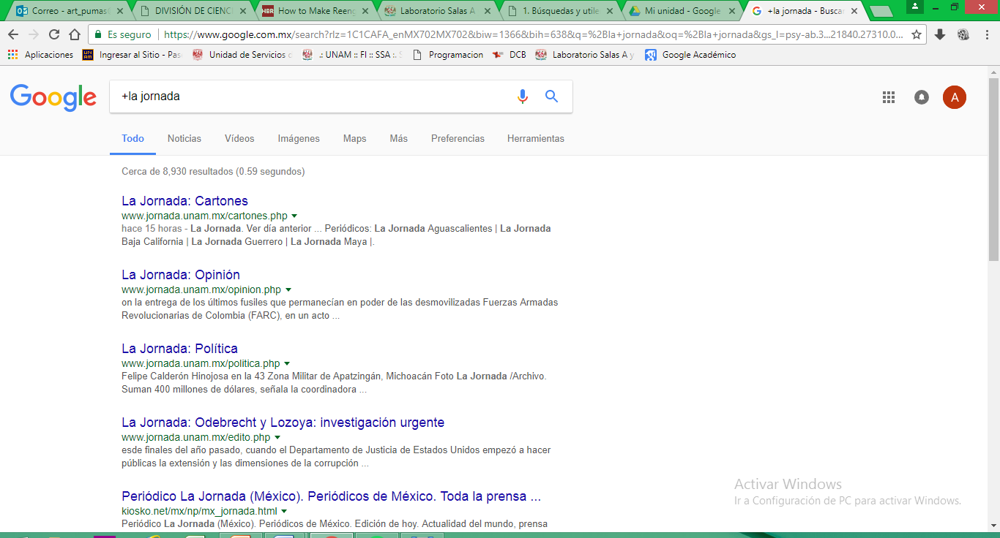 Correo - art_pumas
DIVISIÓN DE CIENC
HBR How to Make Reeng
Laboratorio Salas A
1. Búsquedas y utile
Mi unidad - Google
+la jornada - Buscar
Es seguro | https://www.google.com.mx/search?rlz=1C1CAFA_enMX702MX702&biw=1366&bih=638&q=%2Bla+jornada&oq=%2Bla+jornada&gs_l=psy-ab.3...21840.27310.0...
Aplicaciones UNAM Ingresar al Sitio - Pas Unidad de Servicios .: UNAM :: FI :: SSA :. Programacion DCB Laboratorio Salas A y Google Académico
Google +la jornada A
Todo Noticias Vídeos Imágenes Maps Más Preferencias Herramientas
Cerca de 8,930 resultados (0.59 segundos)
La Jornada: Cartones
www.jornada.unam.mx/cartones.php
hace 15 horas - La Jornada. Ver día anterior ... Periódicos: La Jornada Aguascalientes | La Jornada
Baja California | La Jornada Guerrero | La Jornada Maya |.
La Jornada: Opinión
www.jornada.unam.mx/opinion.php
on la entrega de los últimos fusiles que permanecían en poder de las desmovilizadas Fuerzas Armadas
Revolucionarias de Colombia (FARC), en un acto ...
La Jornada: Política
www.jornada.unam.mx/politica.php
Felipe Calderón Hinojosa en la 43 Zona Militar de Apatzingán, Michoacán Foto La Jornada /Archivo.
Suman 400 millones de dólares, señala la coordinadora ...
La Jornada: Odebrecht y Lozoya: investigación urgente
www.jornada.unam.mx/edito.php
esde finales del año pasado, cuando el Departamento de Justicia de Estados Unidos empezó a hacer
públicas la extensión y las dimensiones de la corrupción ...
Periódico La Jornada (México). Periódicos de México. Toda la prensa ...
kiosko.net/mx/np/mx_jornada.html
Periódico La Jornada (México). Periódicos de México. Edición de hoy. Actualidad del mundo, prensa
Activar Windows
Ir a Configuración de PC para activar Windows.